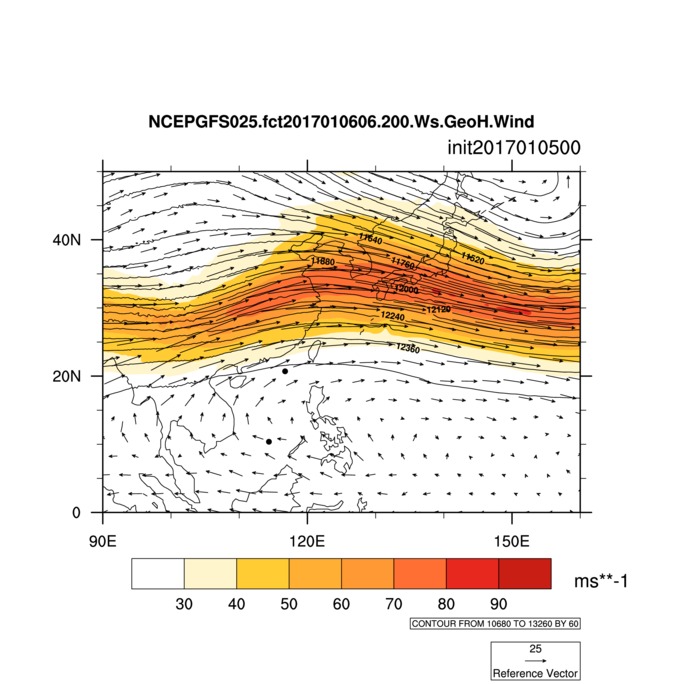 NCEPGFS025.fct2017010606.200.Ws.GeoH.Wind
init2017010500
40N
20N
0
90E 120E 150E
11640
11880
11760
11520
12000
12120
12240
12360
30 40 50 60 70 80 90
ms**-1
CONTOUR FROM 10680 TO 13260 BY 60
25
Reference Vector